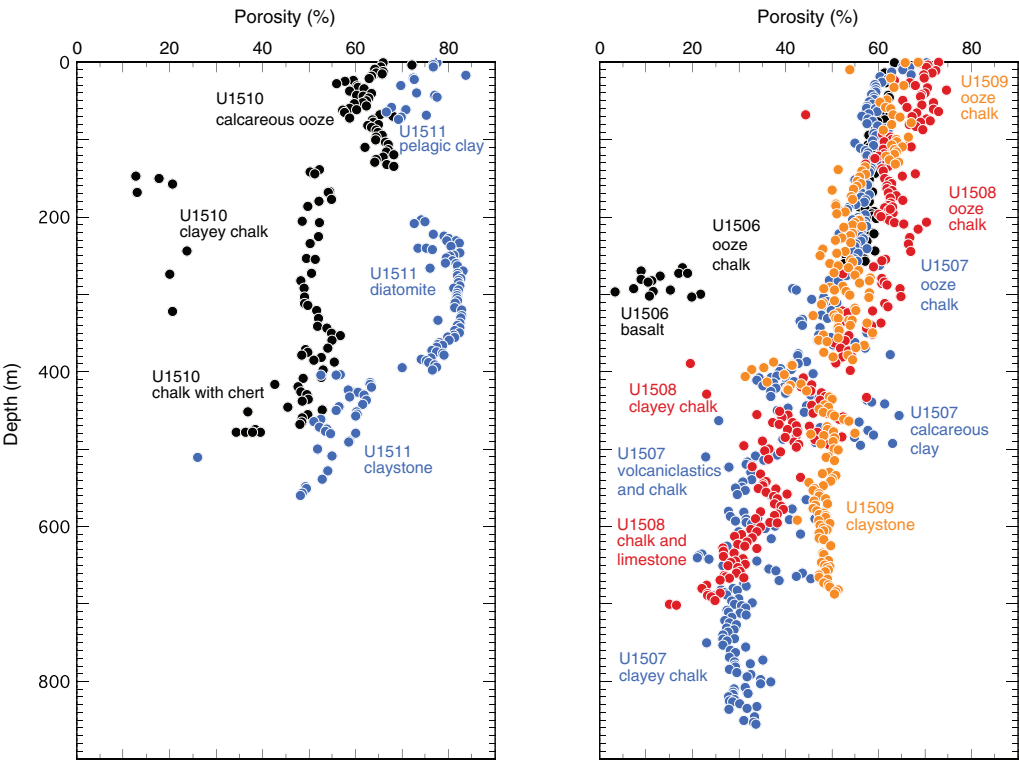 Porosity (%)
0 20 40 60 80
0
200
400
600
800
Depth (m)
U1510
calcareous ooze
U1511
pelagic clay
U1510
clayey chalk
U1511
diatomite
U1510
chalk with chert
U1511
claystone
Porosity (%)
0 20 40 60 80
U1509
ooze
chalk
U1508
ooze
chalk
U1506
ooze
chalk
U1507
ooze
chalk
U1506
basalt
U1508
clayey chalk
U1507
calcareous
clay
U1507
volcaniclastics
and chalk
U1509
claystone
U1508
chalk and
limestone
U1507
clayey chalk